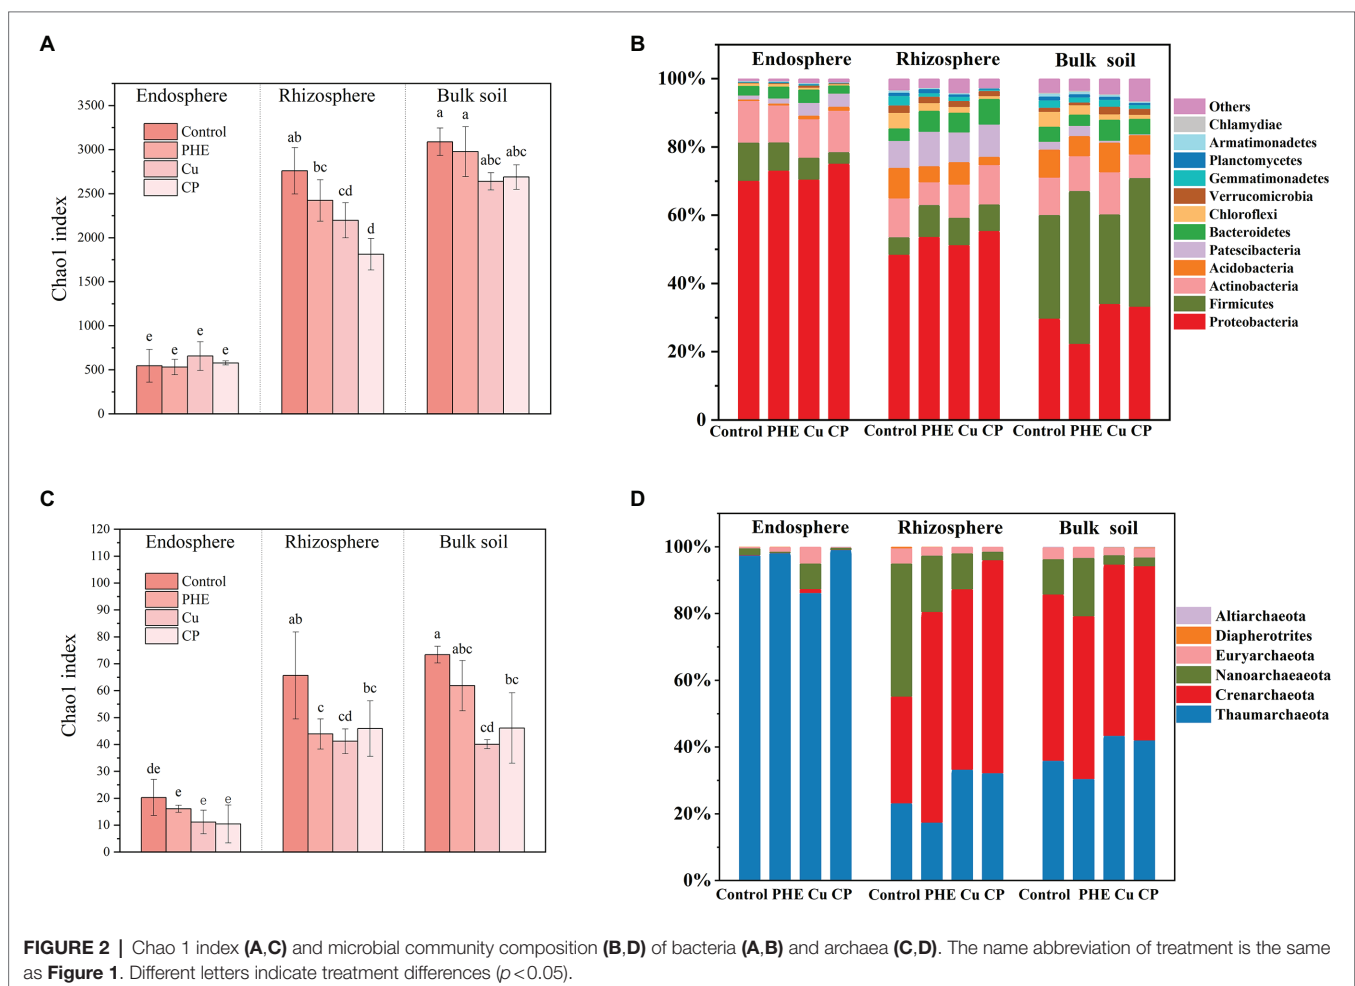 A
Endosphere Rhizosphere Bulk soil
Control
PHE
Cu
CP
Chao1 index
3500
3000
2500
2000
1500
1000
500
0
e e e e
ab bc cd d
a a abc abc
B
Endosphere Rhizosphere Bulk soil
100%
80%
60%
40%
20%
0
Control PHE Cu CP Control PHE Cu CP Control PHE Cu CP
Others
Chlamydiae
Armatimonadetes
Planctomycetes
Gemmatimonadetes
Verrucomicrobia
Chloroflexi
Bacteroidetes
Patescibacteria
Acidobacteria
Actinobacteria
Firmicutes
Proteobacteria
C
Endosphere Rhizosphere Bulk soil
Control
PHE
Cu
CP
Chao1 index
120
110
100
90
80
70
60
50
40
30
20
10
0
de e e e
ab c cd bc
a abc cd bc
D
Endosphere Rhizosphere Bulk soil
100%
80%
60%
40%
20%
0%
Control PHE Cu CP Control PHE Cu CP Control PHE Cu CP
Altiarchaeota
Diapherotrites
Euryarchaeota
Nanoarchaeaeota
Crenarchaeota
Thaumarchaeota
FIGURE 2 | Chao 1 index (A,C) and microbial community composition (B,D) of bacteria (A,B) and archaea (C,D). The name abbreviation of treatment is the same
as Figure 1. Different letters indicate treatment differences (p<0.05).